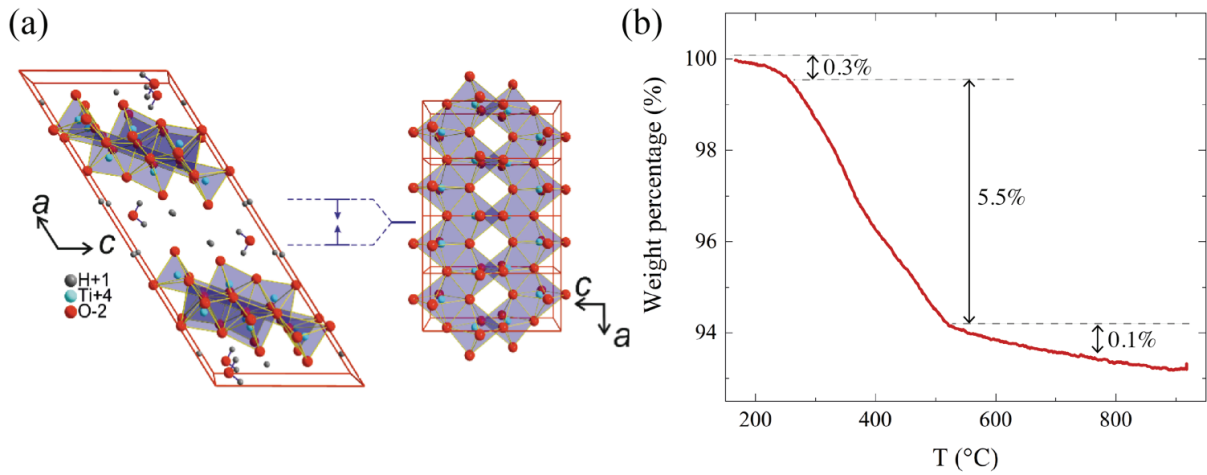 (a)
a
c
H+1
Ti+4
O-2
c
a
(b)
Weight percentage (%)
100
98
96
94
0.3%
5.5%
0.1%
200
400
600
800
T (°C)